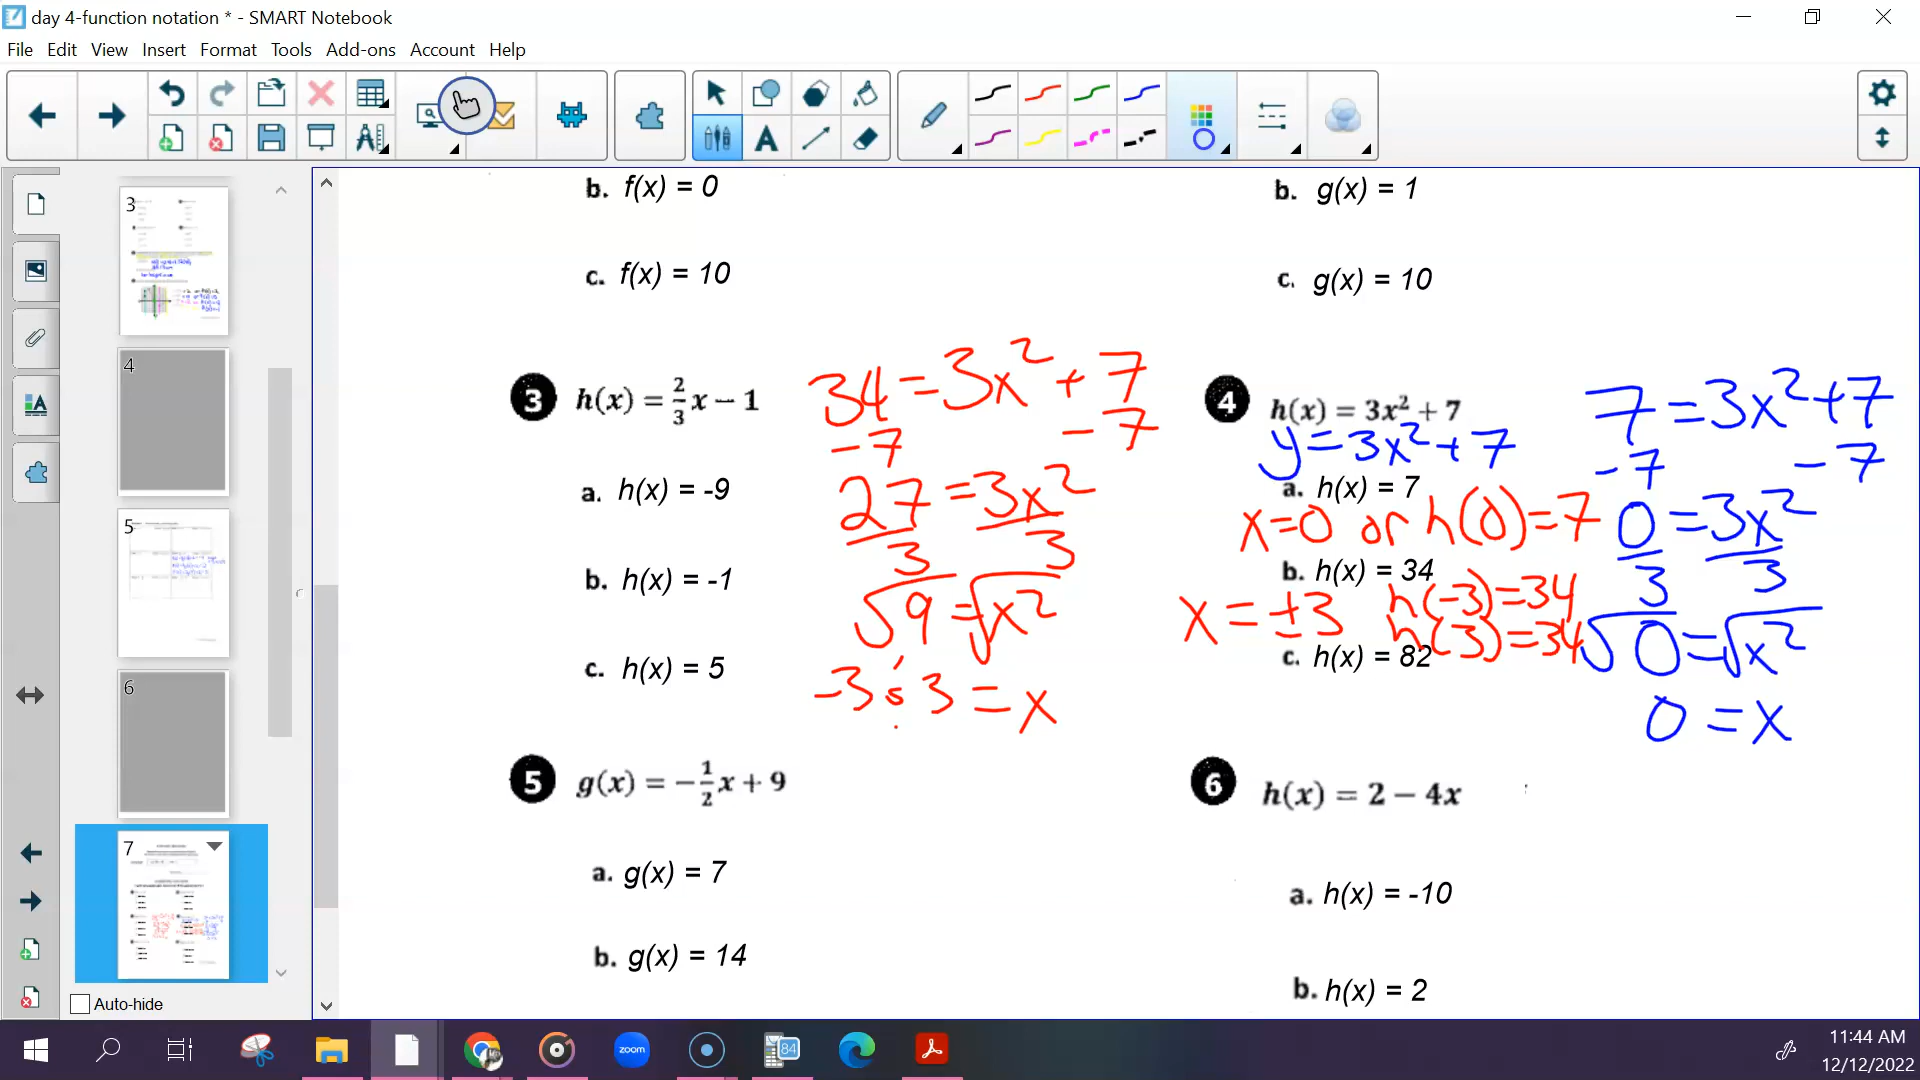 day 4-function notation * - SMART Notebook
File Edit View Insert Format Tools Add-ons Account Help
3
4
5
6
7
Auto-hide
b. f(x) = 0
c. f(x) = 10
b. g(x) = 1
c. g(x) = 10
3 h(x) = 2/3 x − 1
a. h(x) = -9
b. h(x) = -1
c. h(x) = 5
34 = 3x² + 7
-7 -7
27 = 3x²
3 3
√9 = √x²
-3 ; 3 = x
4 h(x) = 3x² + 7
y = 3x² + 7
a. h(x) = 7
x = 0 or h(0) = 7
b. h(x) = 34
x = ±3 h(-3) = 34
h(3) = 34
c. h(x) = 82
7 = 3x² + 7
-7 -7
0 = 3x²
3 3
√0 = √x²
0 = x
5 g(x) = −1/2 x + 9
a. g(x) = 7
b. g(x) = 14
6 h(x) = 2 − 4x
a. h(x) = -10
b. h(x) = 2
zoom
84
11:44 AM
12/12/2022